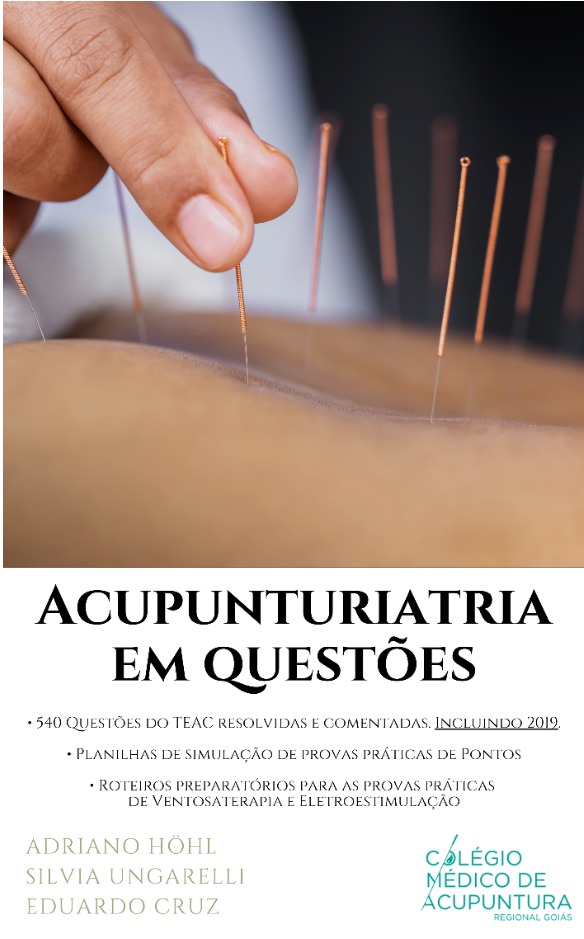 Acupunturiatria
em questões
• 540 Questões do TEAC resolvidas e comentadas. Incluindo 2019.
• Planilhas de simulação de provas práticas de Pontos
• Roteiros preparatórios para as provas práticas
de Ventosaterapia e Eletroestimulação
ADRIANO HÖHL
SILVIA UNGARELLI
EDUARDO CRUZ
COLÉGIO
MÉDICO DE
ACUPUNTURA
REGIONAL GOIÁS